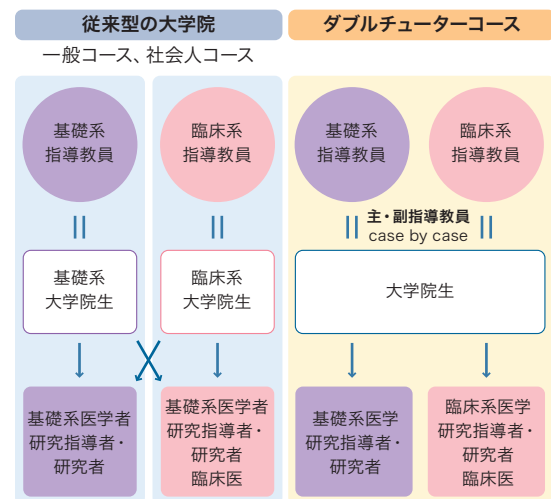 従来型の大学院
一般コース、社会人コース
基礎系
指導教員
臨床系
指導教員
基礎系
大学院生
臨床系
大学院生
基礎系医学者
研究指導者・
研究者
基礎系医学者
研究指導者・
研究者
臨床医
ダブルチューターコース
基礎系
指導教員
臨床系
指導教員
主・副指導教員
case by case
大学院生
基礎系医学
研究指導者・
研究者
臨床系医学
研究指導者・
研究者
臨床医